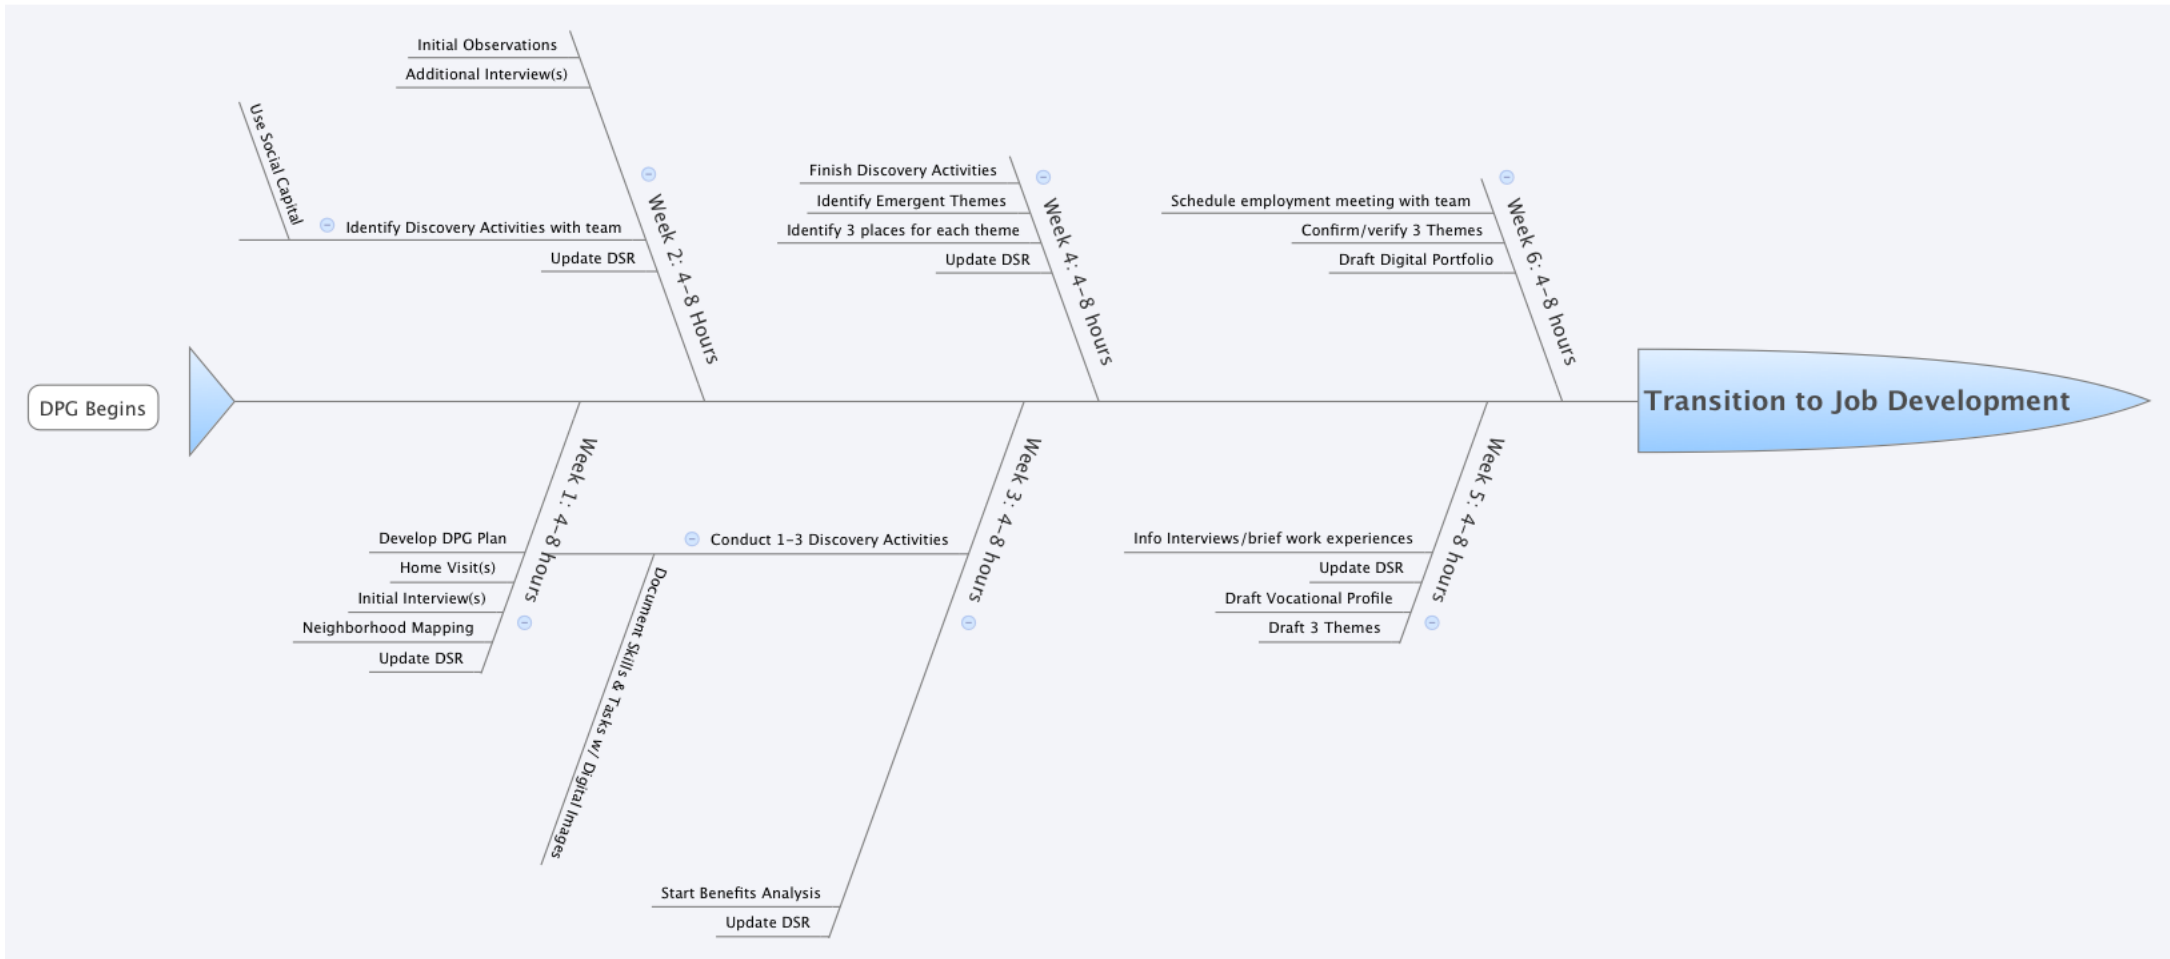 DPG Begins
Week 1: 4-8 hours
Develop DPG Plan
Home Visit(s)
Initial Interview(s)
Neighborhood Mapping
Update DSR
Week 2: 4-8 Hours
Initial Observations
Additional Interview(s)
Identify Discovery Activities with team
Use Social Capital
Update DSR
Week 3: 4-8 hours
Conduct 1-3 Discovery Activities
Document Skills & Tasks w/ Digital Images
Start Benefits Analysis
Update DSR
Week 4: 4-8 hours
Finish Discovery Activities
Identify Emergent Themes
Identify 3 places for each theme
Update DSR
Week 5: 4-8 hours
Info Interviews/brief work experiences
Update DSR
Draft Vocational Profile
Draft 3 Themes
Week 6: 4-8 hours
Schedule employment meeting with team
Confirm/verify 3 Themes
Draft Digital Portfolio
Transition to Job Development